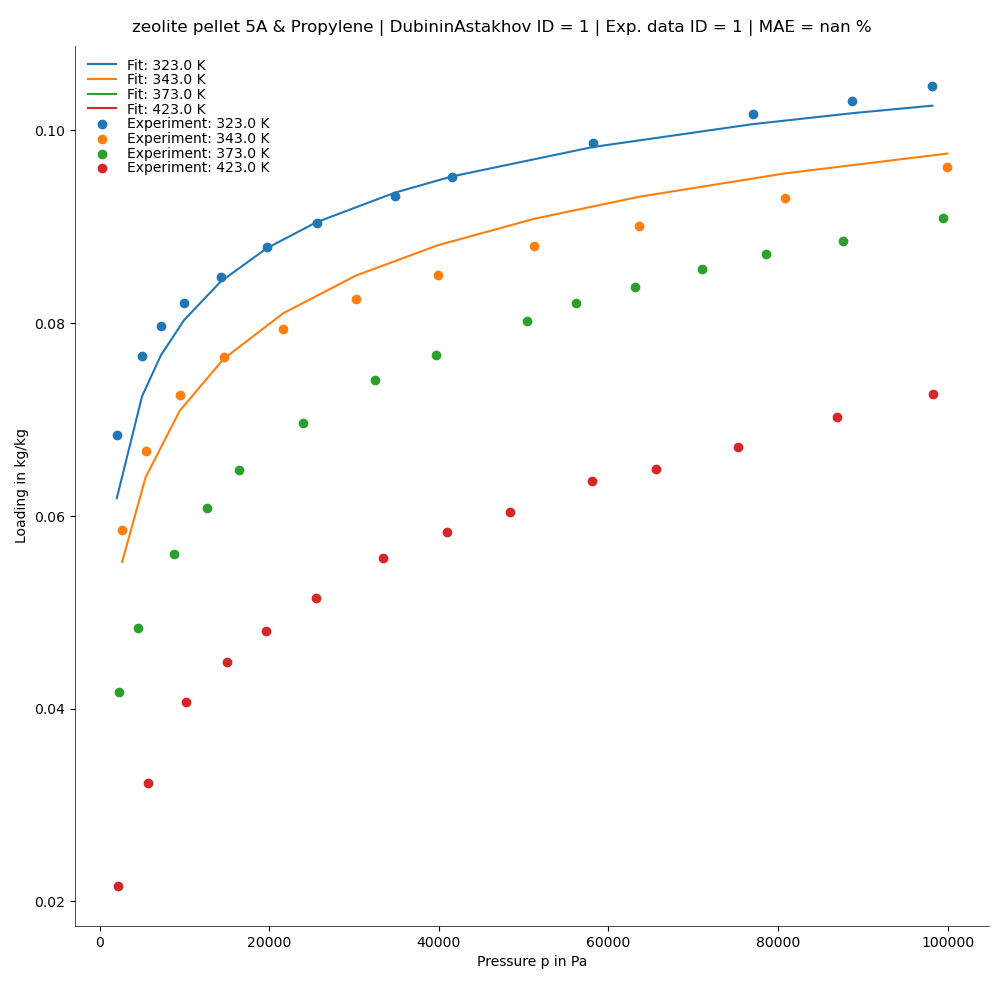 zeolite pellet 5A & Propylene | DubininAstakhov ID = 1 | Exp. data ID = 1 | MAE = nan %
Fit: 323.0 K
Fit: 343.0 K
Fit: 373.0 K
Fit: 423.0 K
Experiment: 323.0 K
Experiment: 343.0 K
Experiment: 373.0 K
Experiment: 423.0 K
0.10
0.08
0.06
0.04
0.02
Loading in kg/kg
0 20000 40000 60000 80000 100000
Pressure p in Pa